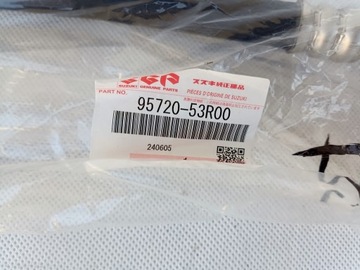 SGP
スズキ純正部品
SUZUKI GENUINE PARTS
PIÈCES D'ORIGINE DE SUZUKI
PART NO.
95720-53R00
240605